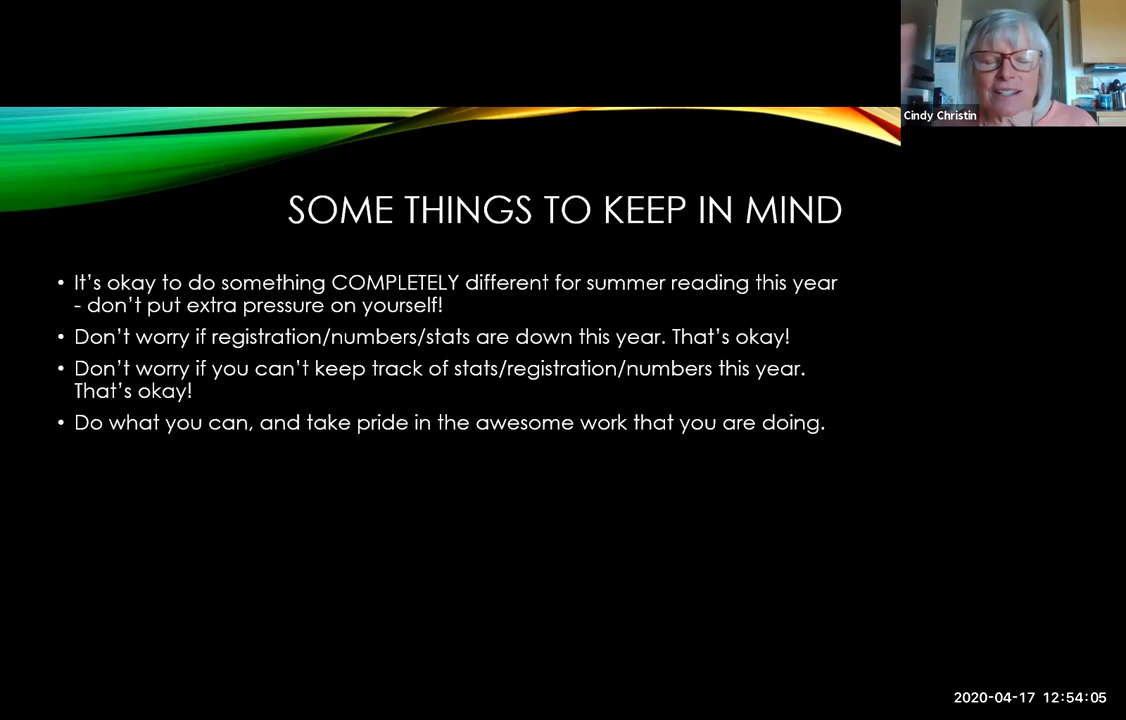 Cindy Christin
SOME THINGS TO KEEP IN MIND
• It's okay to do something COMPLETELY different for summer reading this year
- don't put extra pressure on yourself!
• Don't worry if registration/numbers/stats are down this year. That's okay!
• Don't worry if you can't keep track of stats/registration/numbers this year.
That's okay!
• Do what you can, and take pride in the awesome work that you are doing.
2020-04-17 12:54:05